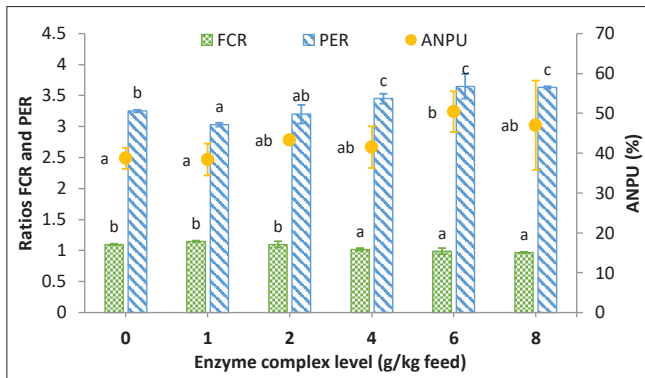 FCR PER ANPU
Ratios FCR and PER
4.5
4
3.5
3
2.5
2
1.5
1
0.5
0
70
60
50
40
30
20
10
0
ANPU (%)
b a ab c c c
a a ab ab b ab
b b b a a a
0 1 2 4 6 8
Enzyme complex level (g/kg feed)